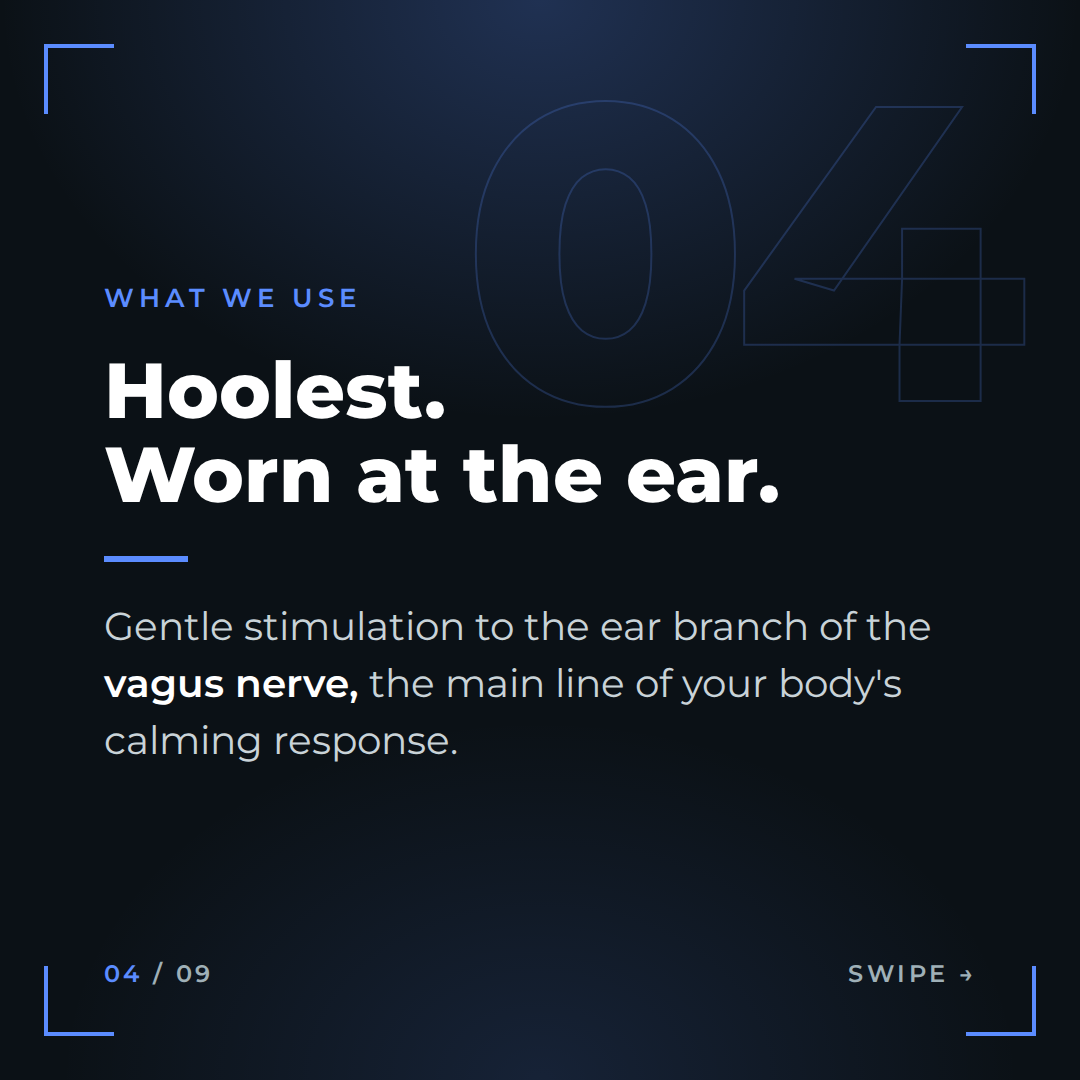 04
WHAT WE USE
Hoolest.
Worn at the ear.
Gentle stimulation to the ear branch of the
vagus nerve, the main line of your body's
calming response.
04 / 09
SWIPE →